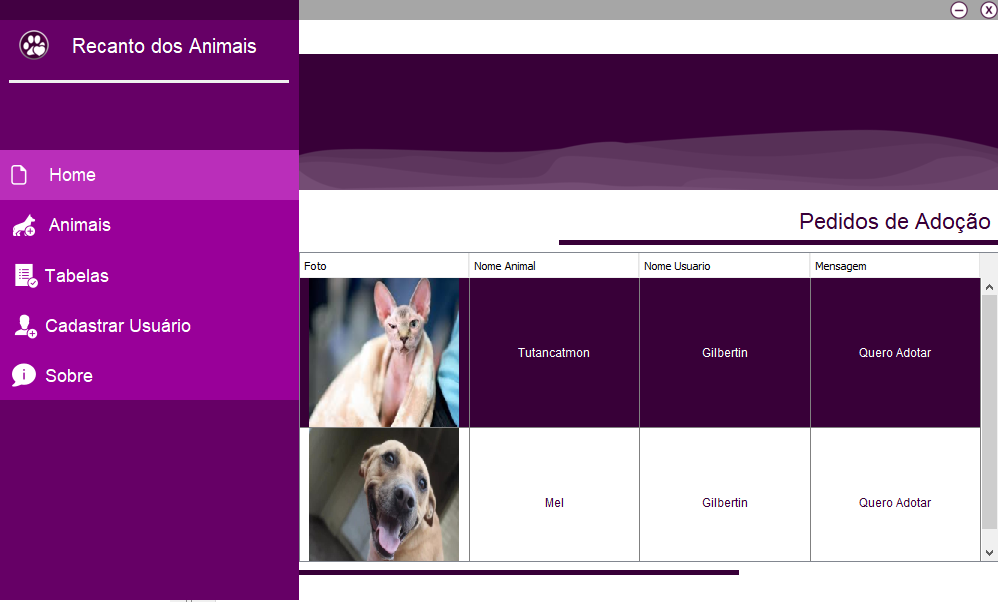 Recanto dos Animais
Home
Animais
Tabelas
Cadastrar Usuário
Sobre
Pedidos de Adoção
Foto Nome Animal Nome Usuario Mensagem
Tutancatmon Gilbertin Quero Adotar
Mel Gilbertin Quero Adotar